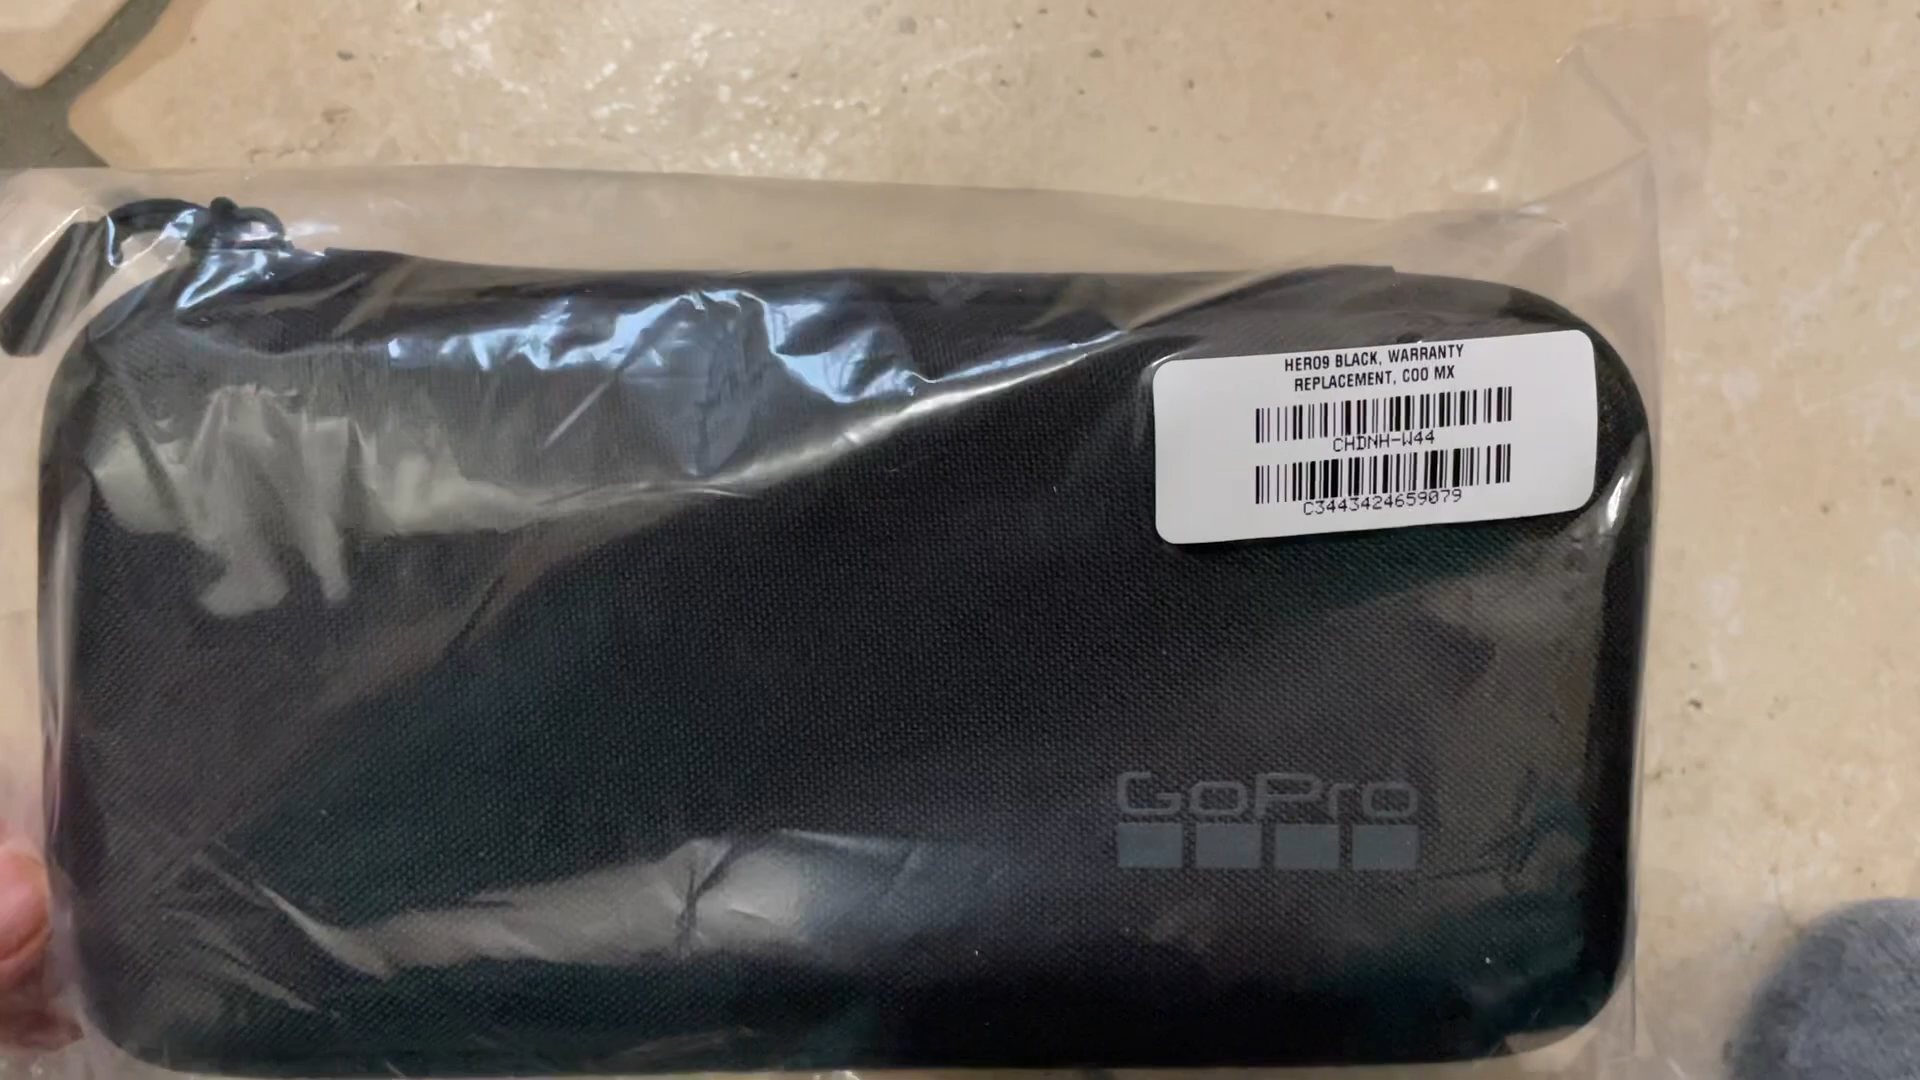 HERO9 BLACK, WARRANTY
REPLACEMENT, COO MX
CHDNH-W44
C3443424659079
GoPro